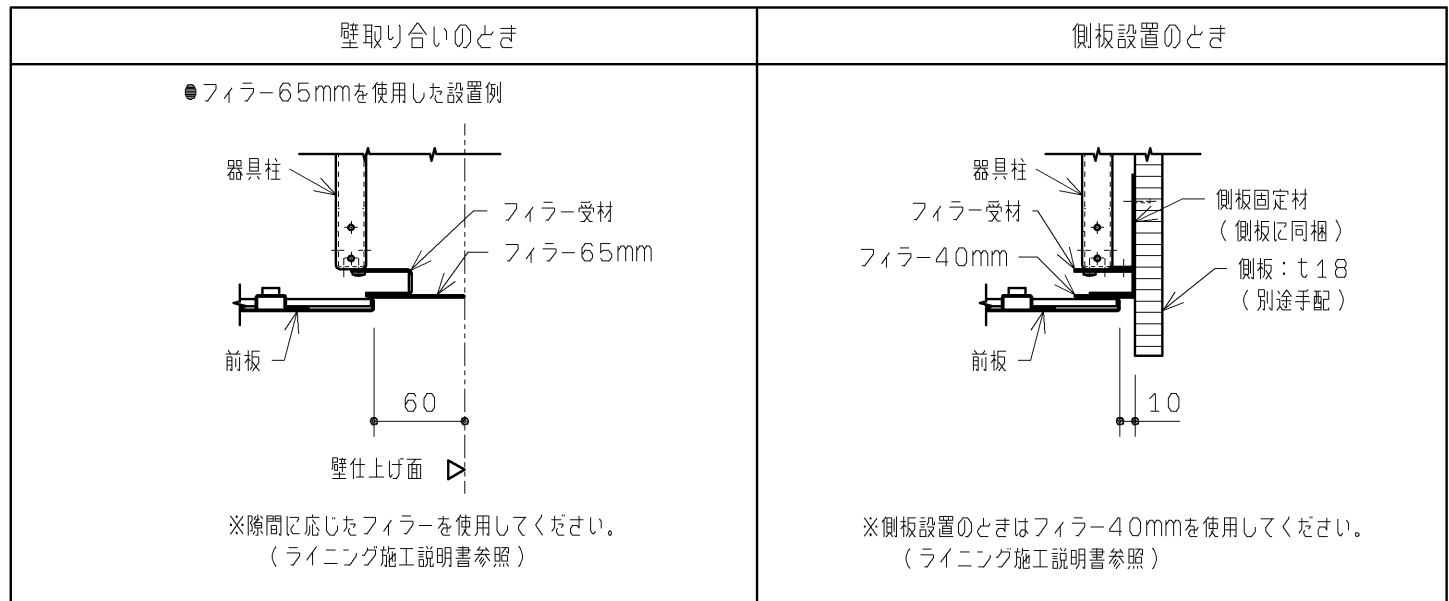 壁取り合いのとき
●フィラー65mmを使用した設置例
器具柱
フィラー受材
フィラー65mm
前板
60
壁仕上げ面
※隙間に応じたフィラーを使用してください。
（ライニング施工説明書参照）
側板設置のとき
器具柱
フィラー受材
フィラー40mm
側板固定材
（側板に同梱）
側板：t18
（別途手配）
前板
10
※側板設置のときはフィラー40mmを使用してください。
（ライニング施工説明書参照）